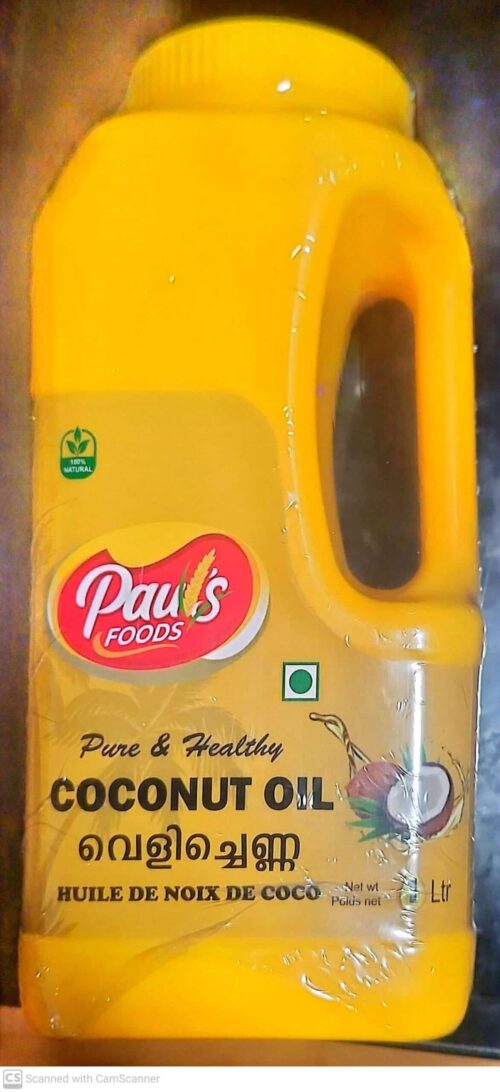 100%
NATURAL
Paul's
FOODS
Pure & Healthy
COCONUT OIL
വെളിച്ചെണ്ണ
HUILE DE NOIX DE COCO
Net wt
Poids net
Ltr
CS Scanned with CamScanner